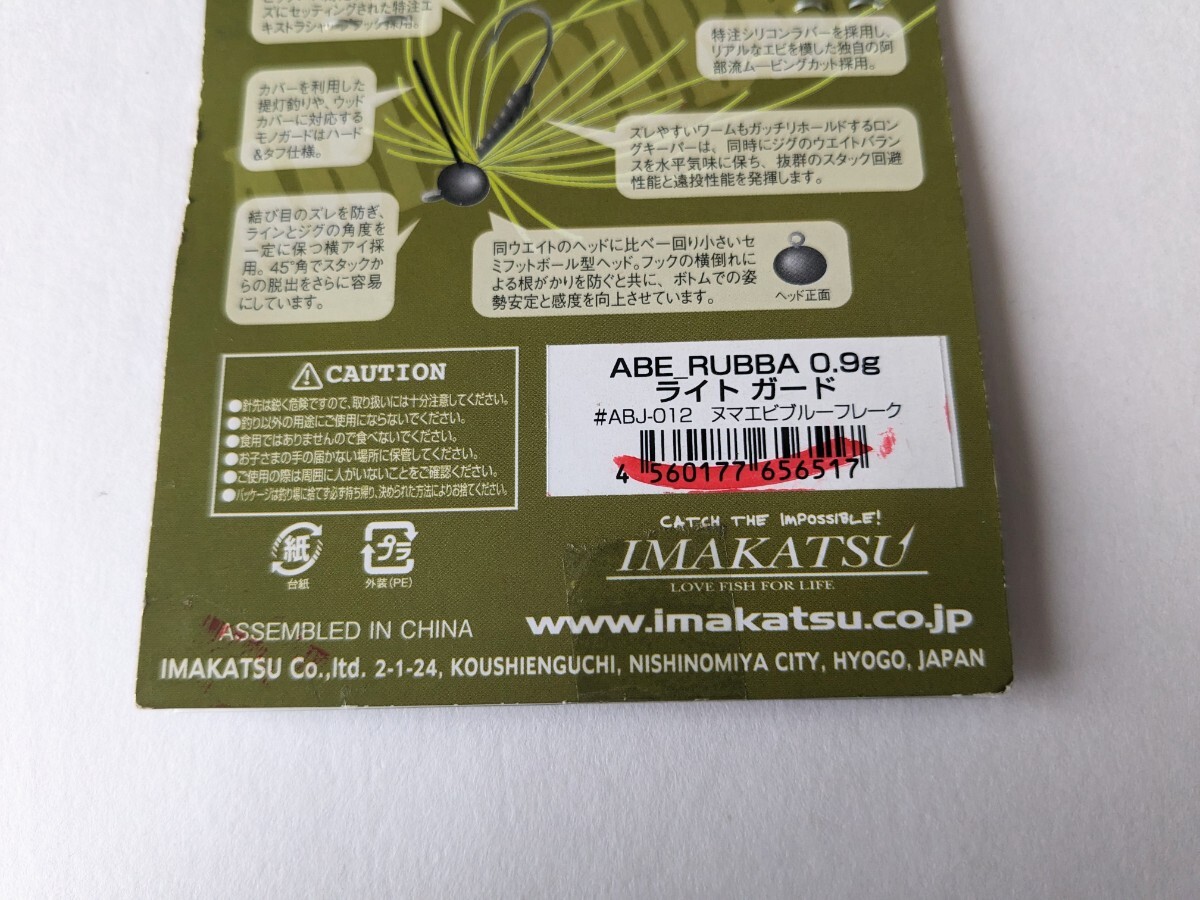 ズにセッティングされた特注エ
特注シリコンラバーを採用し、
リアルなエビを模した独自の阿
部流ムービングカット採用。
カバーを利用した
提灯釣りや、ウッド
カバーに対応する
モノガードはハード
&タフ仕様。
ズレやすいワームもガッチリホールドするロン
グキーパーは、同時にジグのウエイトバラン
スを水平気味に保ち、抜群のスタック回避
性能と遠投性能を発揮します。
結び目のズレを防ぎ、
ラインとジグの角度を
一定に保つ横アイ採
用。45°角でスタックか
らの脱出をさらに容易
にしています。
同ウエイトのヘッドに比べ一回り小さいセ
ミフットボール型ヘッド。フックの横倒れに
よる根がかりを防ぐと共に、ボトムでの姿
勢安定と感度を向上させています。
ヘッド正面
CAUTION
●針先は鋭く危険ですので、取り扱いには十分注意してください。
●釣り以外の用途にご使用にならないでください。
●食用ではありませんので食べないでください。
●お子さまの手の届かない場所に保管してください。
●ご使用の際は周囲に人がいないことをご確認ください。
●パッケージは釣り場に捨てず必ず持ち帰り、決められた方法によりお捨てください。
ABE_RUBBA 0.9g
ライト ガード
#ABJ-012 ヌマエビブルーフレーク
4 560177 656517
紙
台紙
プラ
外装(PE)
CATCH THE IMPOSSIBLE!
IMAKATSU
LOVE FISH FOR LIFE
ASSEMBLED IN CHINA
www.imakatsu.co.jp
IMAKATSU Co.,ltd. 2-1-24, KOUSHIENGUCHI, NISHINOMIYA CITY, HYOGO, JAPAN